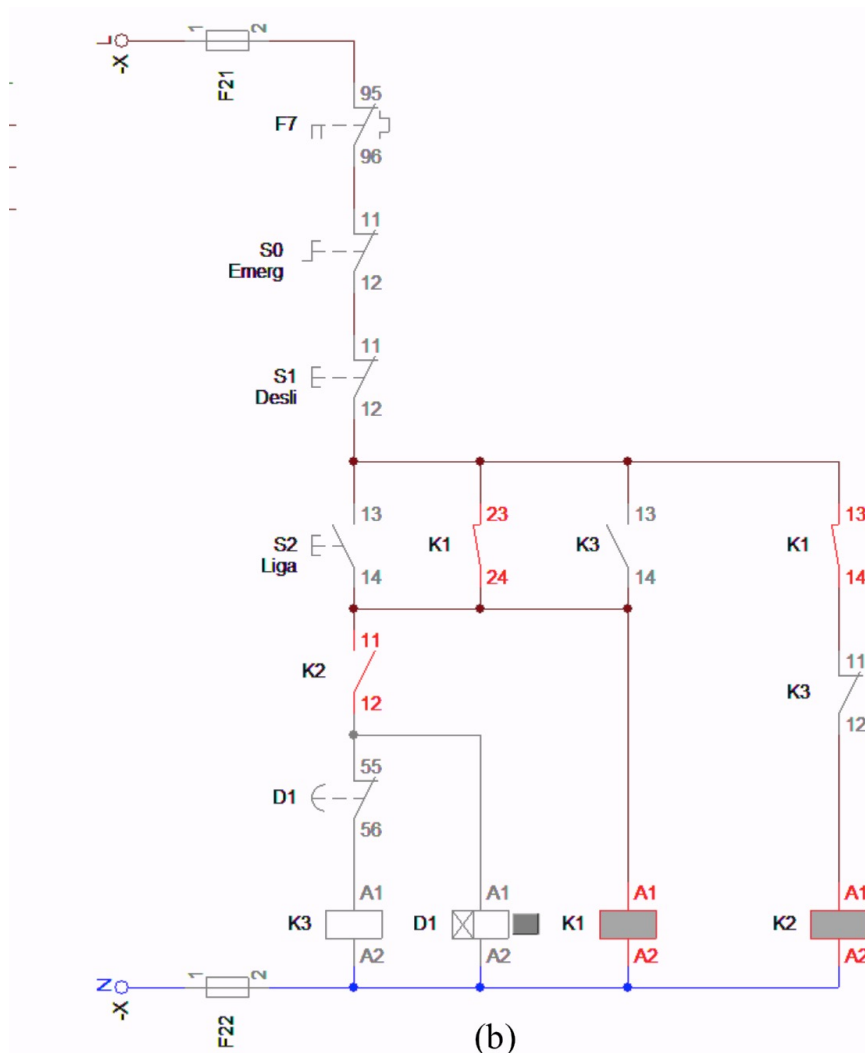 L
-X
1
2
F21
95
F7
96
11
S0
Emerg
12
11
S1
Desli
12
13
S2
Liga
14
23
K1
24
13
K3
14
13
K1
14
11
K2
12
11
K3
12
55
D1
56
A1
K3
A2
A1
D1
A2
A1
K1
A2
A1
K2
A2
N
-X
1
2
F22
(b)